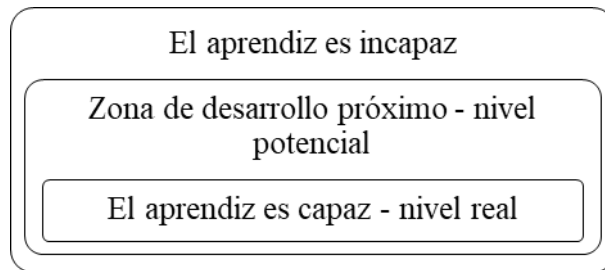 El aprendiz es incapaz
Zona de desarrollo próximo - nivel
potencial
El aprendiz es capaz - nivel real